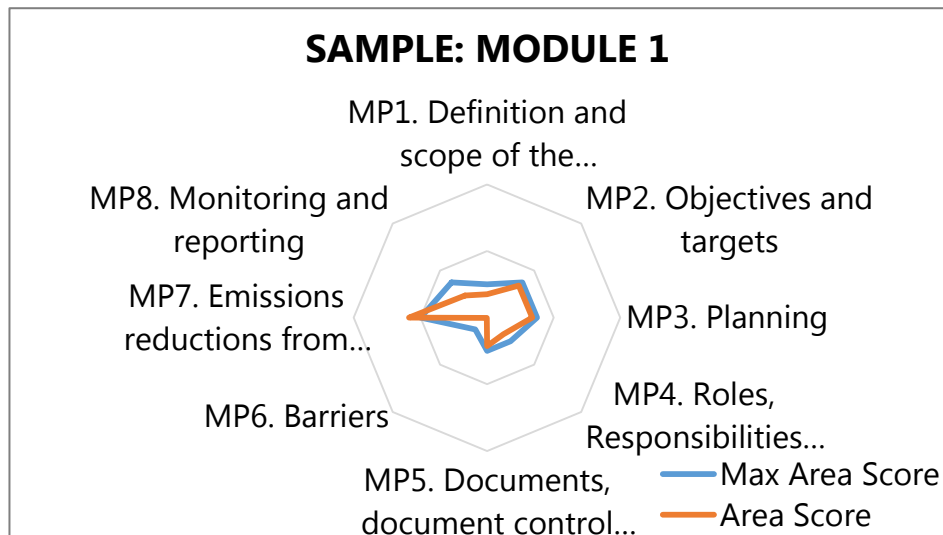 SAMPLE: MODULE 1
MP1. Definition and
scope of the...
MP2. Objectives and
targets
MP3. Planning
MP4. Roles,
Responsibilities...
MP5. Documents,
document control...
MP6. Barriers
MP7. Emissions
reductions from...
MP8. Monitoring and
reporting
Max Area Score
Area Score